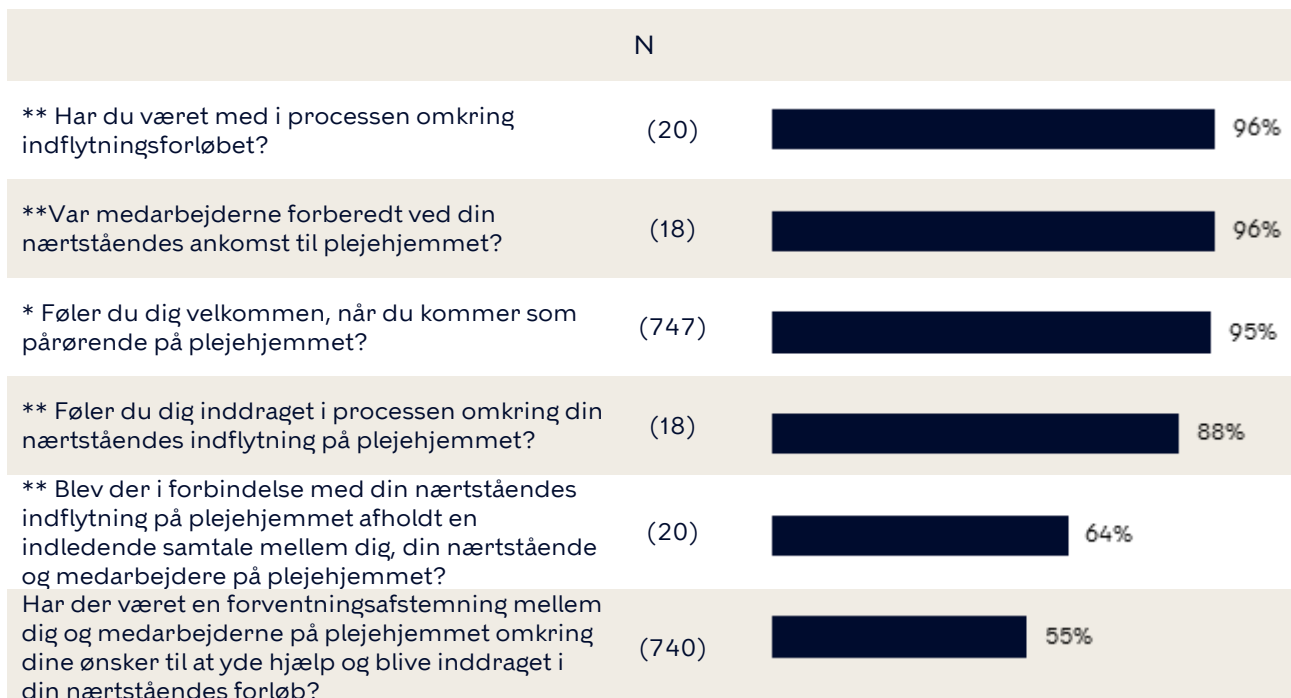 N
** Har du været med i processen omkring
indflytningsforløbet?
(20)
96%
**Var medarbejderne forberedt ved din
nærtståendes ankomst til plejehjemmet?
(18)
96%
* Føler du dig velkommen, når du kommer som
pårørende på plejehjemmet?
(747)
95%
** Føler du dig inddraget i processen omkring din
nærtståendes indflytning på plejehjemmet?
(18)
88%
** Blev der i forbindelse med din nærtståendes
indflytning på plejehjemmet afholdt en
indledende samtale mellem dig, din nærtstående
og medarbejdere på plejehjemmet?
(20)
64%
Har der været en forventningsafstemning mellem
dig og medarbejderne på plejehjemmet omkring
dine ønsker til at yde hjælp og blive inddraget i
din nærtståendes forløb?
(740)
55%